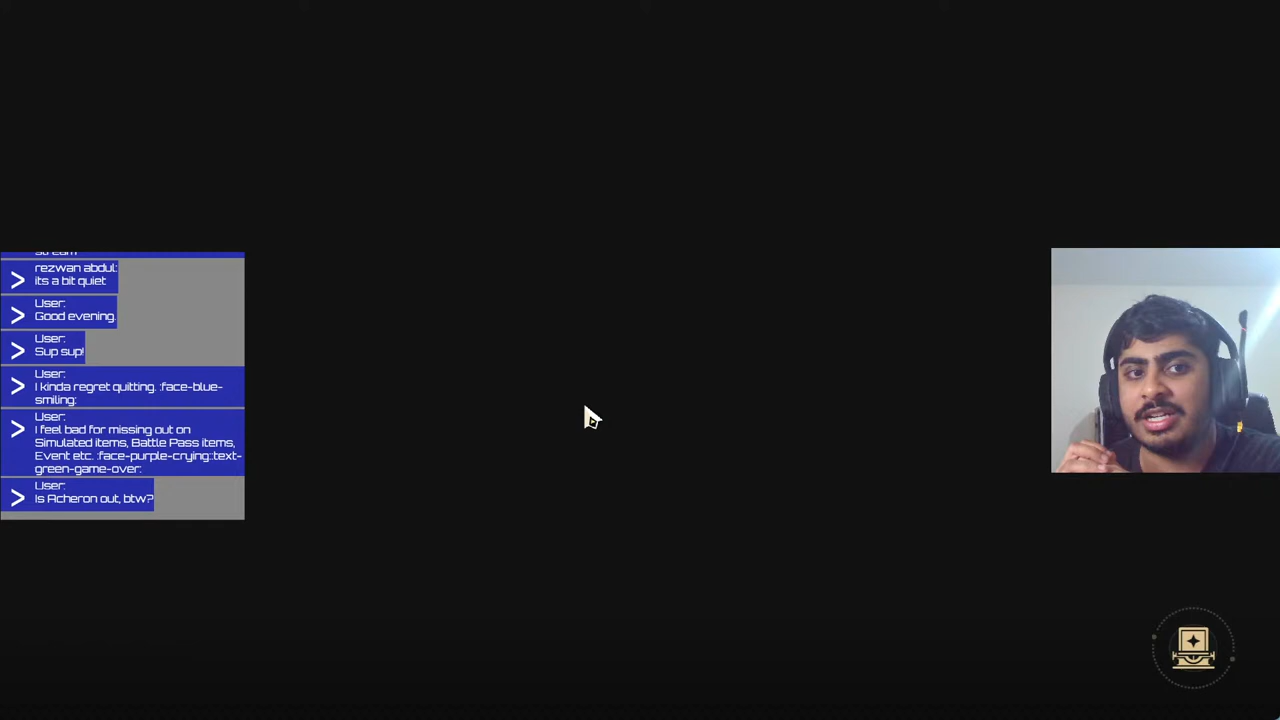 stream
rezwan abdul:
its a bit quiet
User:
Good evening.
User:
Sup sup!
User:
I kinda regret quitting. :face-blue-
smiling:
User:
I feel bad for missing out on
Simulated items, Battle Pass items,
Event etc. :face-purple-crying::text-
green-game-over:
User:
Is Acheron out, btw?